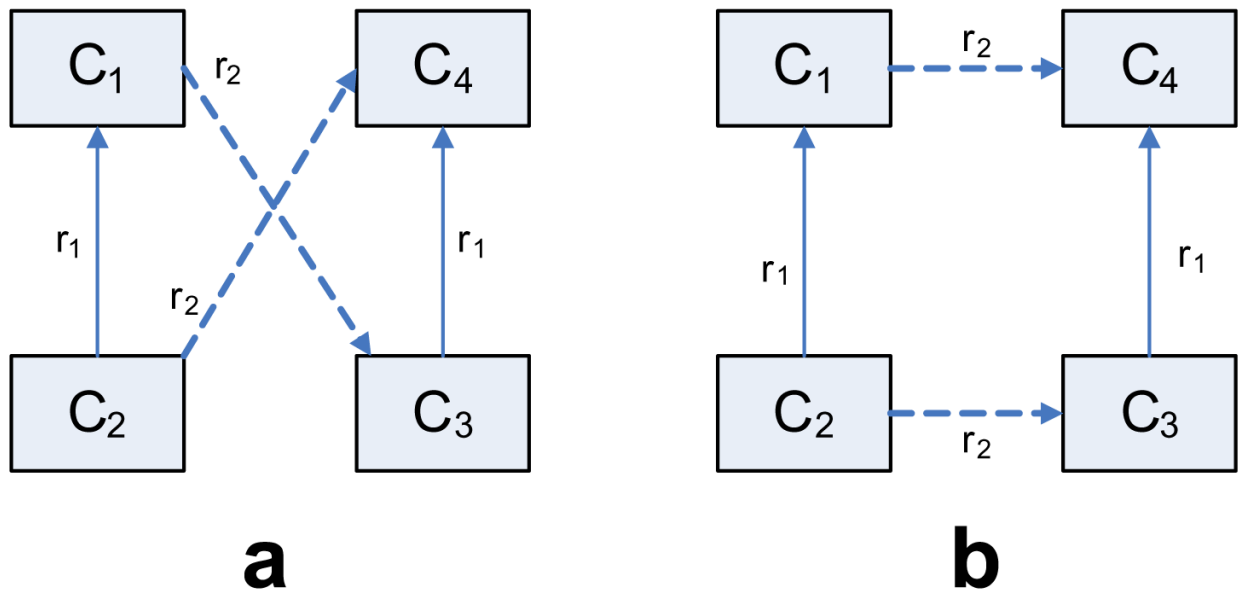 C₁ r₂ C₄
r₁ r₁
r₂
C₂ C₃
a
C₁ r₂ C₄
r₁ r₁
C₂ r₂ C₃
b